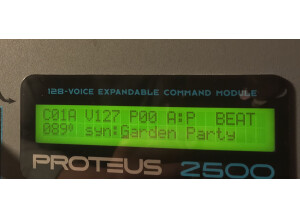 128-VOICE EXPANDABLE COMMAND MODULE
C01A V127 P00 A:P BEAT
089° syn:Garden Party
PROTEUS 2500